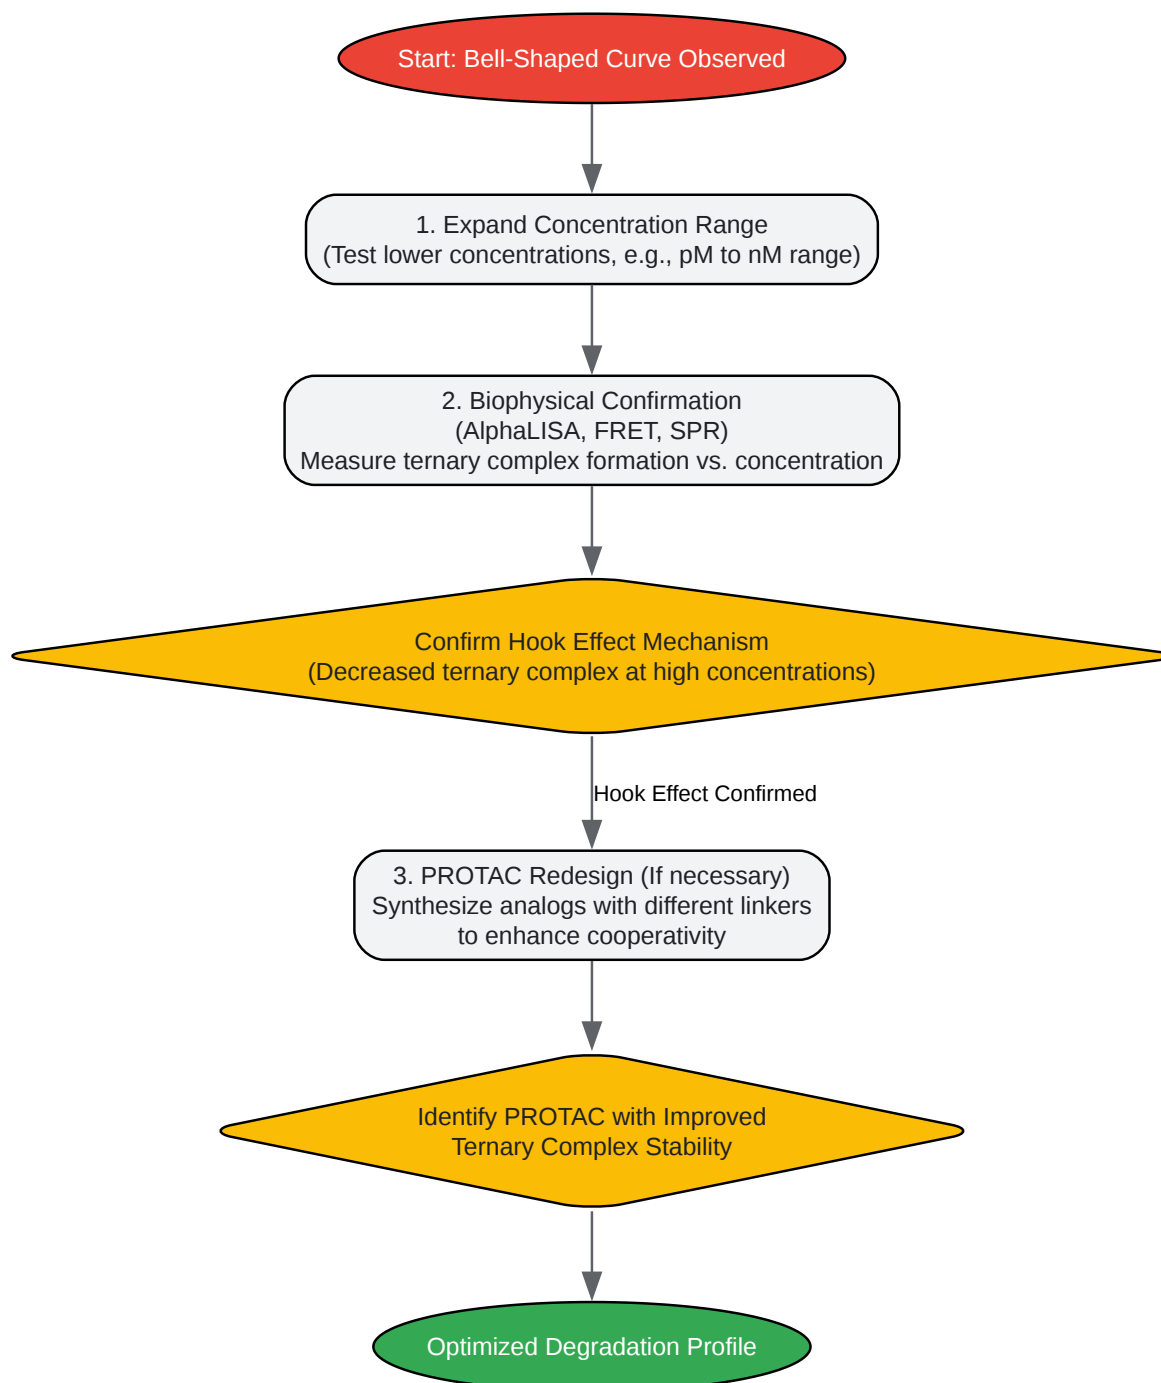 Start: Bell-Shaped Curve Observed
1. Expand Concentration Range
(Test lower concentrations, e.g., pM to nM range)
2. Biophysical Confirmation
(AlphaLISA, FRET, SPR)
Measure ternary complex formation vs. concentration
Confirm Hook Effect Mechanism
(Decreased ternary complex at high concentrations)
Hook Effect Confirmed
3. PROTAC Redesign (If necessary)
Synthesize analogs with different linkers
to enhance cooperativity
Identify PROTAC with Improved
Ternary Complex Stability
Optimized Degradation Profile